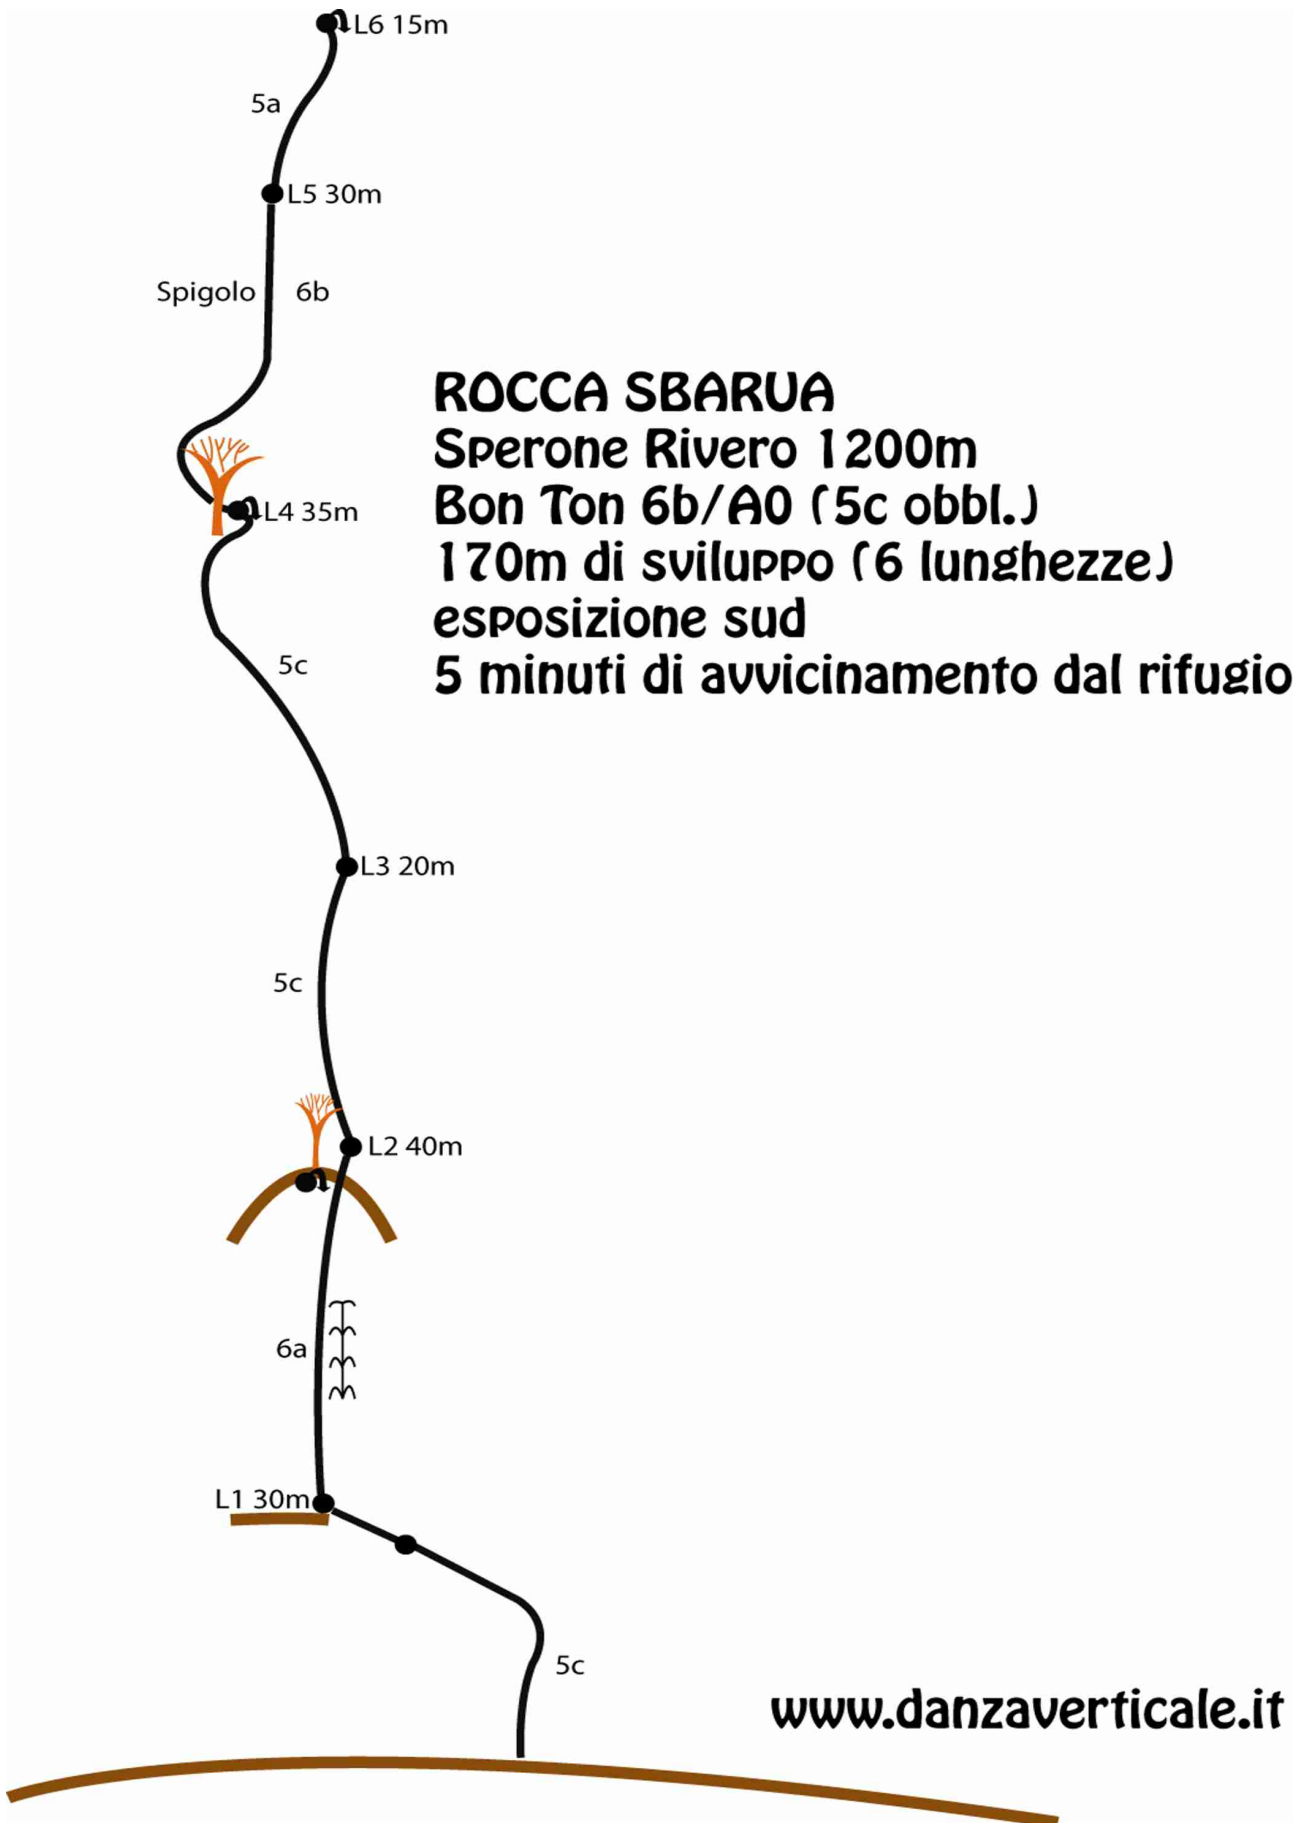 L6 15m
5a
L5 30m
Spigolo 6b
ROCCA SBARUA
Sperone Rivero 1200m
Bon Ton 6b/A0 (5c obbl.)
170m di sviluppo (6 lunghezze)
esposizione sud
5 minuti di avvicinamento dal rifugio
L4 35m
5c
L3 20m
5c
L2 40m
6a
L1 30m
5c
www.danzaverticale.it